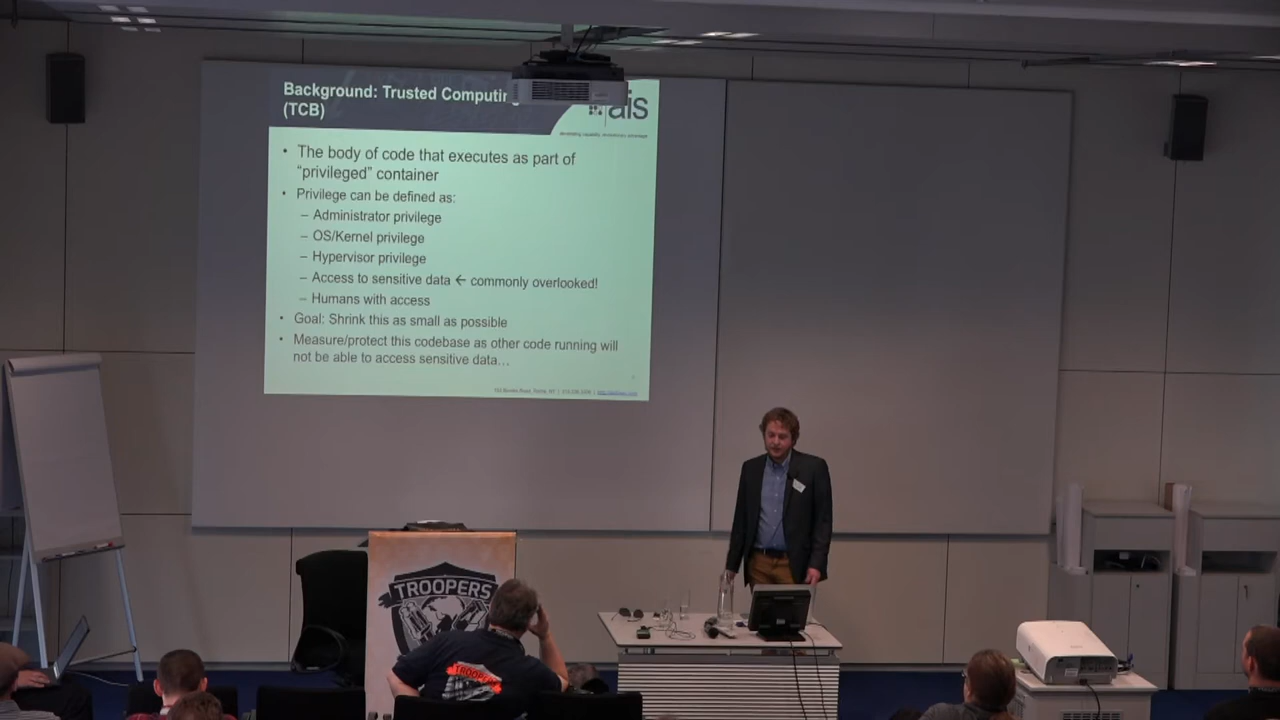 Background: Trusted Computin
(TCB)
ais
• The body of code that executes as part of
“privileged” container
• Privilege can be defined as:
– Administrator privilege
– OS/Kernel privilege
– Hypervisor privilege
– Access to sensitive data ← commonly overlooked!
– Humans with access
• Goal: Shrink this as small as possible
• Measure/protect this codebase as other code running will
not be able to access sensitive data…
TROOPERS
TROOPERS